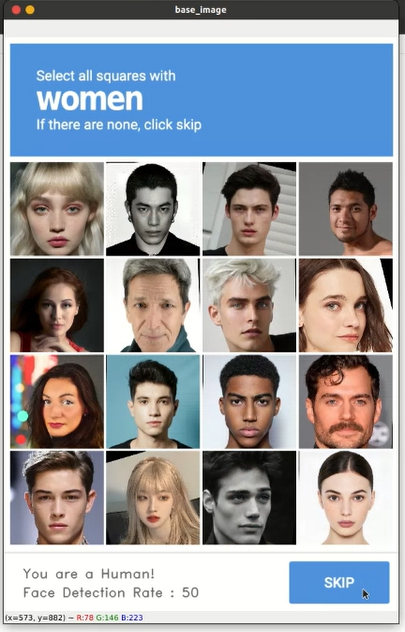 base_image
Select all squares with
women
If there are none, click skip
You are a Human!
Face Detection Rate : 50
SKIP
(x=573, y=882) ~ R:78 G:146 B:223